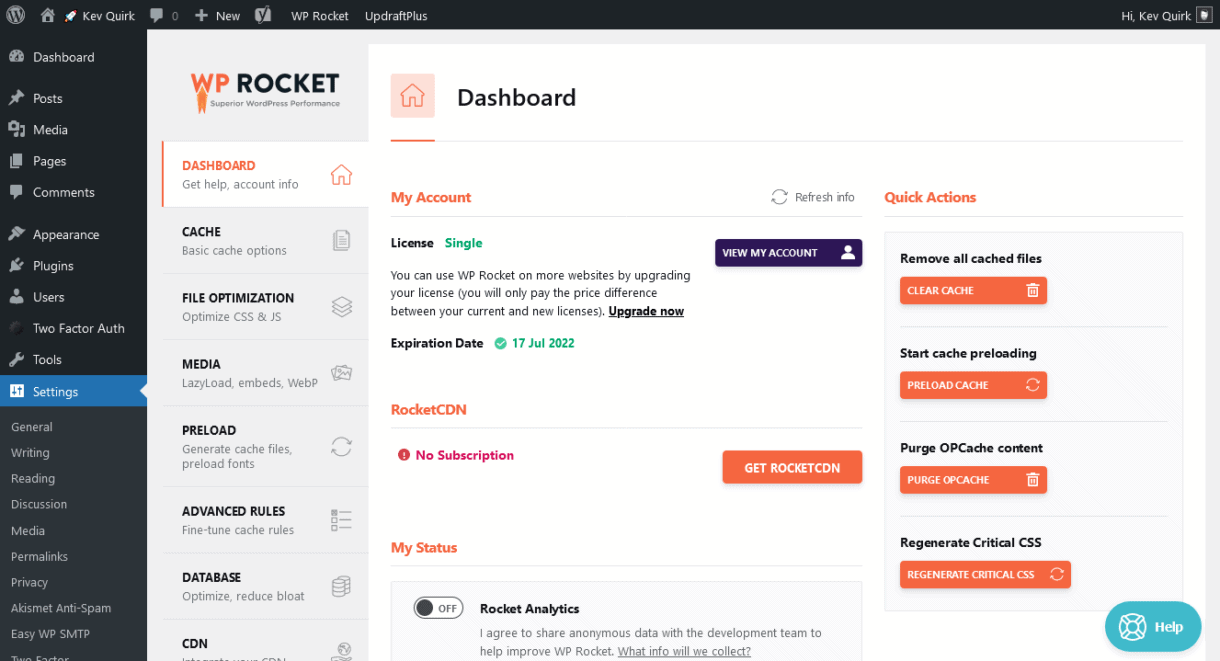 Kev Quirk
0
New
WP Rocket
UpdraftPlus
Hi, Kev Quirk
Dashboard
Posts
Media
Pages
Comments
Appearance
Plugins
Users
Two Factor Auth
Tools
Settings
General
Writing
Reading
Discussion
Media
Permalinks
Privacy
Akismet Anti-Spam
Easy WP SMTP
Two Factor
WP ROCKET
Superior WordPress Performance
DASHBOARD
Get help, account info
CACHE
Basic cache options
FILE OPTIMIZATION
Optimize CSS & JS
MEDIA
LazyLoad, embeds, WebP
PRELOAD
Generate cache files,
preload fonts
ADVANCED RULES
Fine-tune cache rules
DATABASE
Optimize, reduce bloat
CDN
Integrate your CDN
Dashboard
My Account
Refresh info
License Single
VIEW MY ACCOUNT
You can use WP Rocket on more websites by upgrading
your license (you will only pay the price difference
between your current and new licenses). Upgrade now
Expiration Date 17 Jul 2022
RocketCDN
No Subscription
GET ROCKETCDN
My Status
OFF
Rocket Analytics
I agree to share anonymous data with the development team to
help improve WP Rocket. What info will we collect?
Quick Actions
Remove all cached files
CLEAR CACHE
Start cache preloading
PRELOAD CACHE
Purge OPCache content
PURGE OPCACHE
Regenerate Critical CSS
REGENERATE CRITICAL CSS
Help